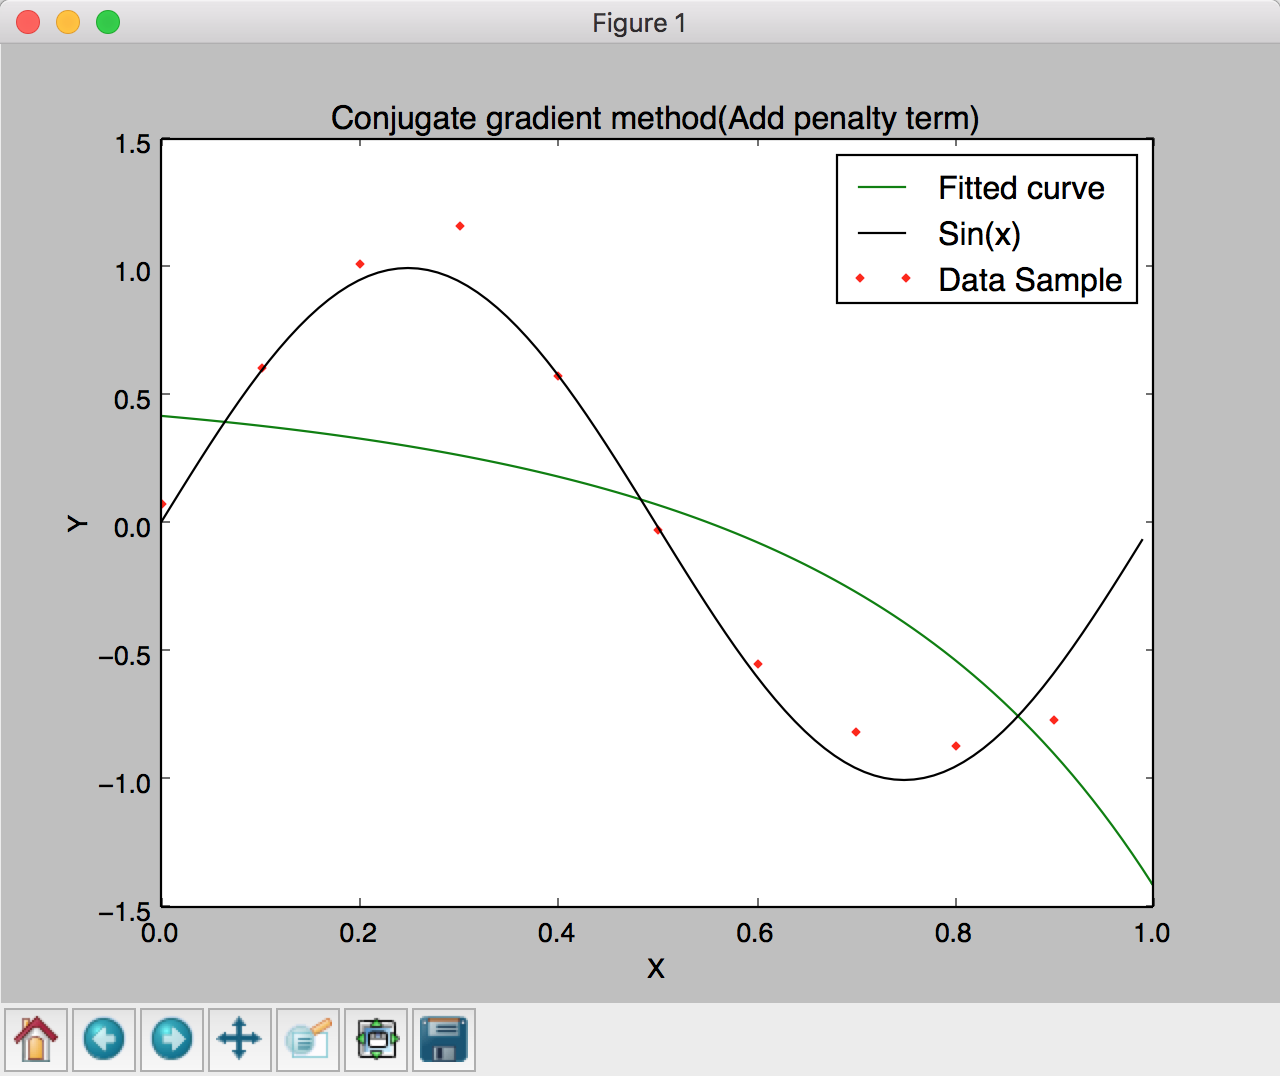 Figure 1
Conjugate gradient method(Add penalty term)
Fitted curve
Sin(x)
Data Sample
1.5
1.0
0.5
0.0
−0.5
−1.0
−1.5
Y
0.0 0.2 0.4 0.6 0.8 1.0
X